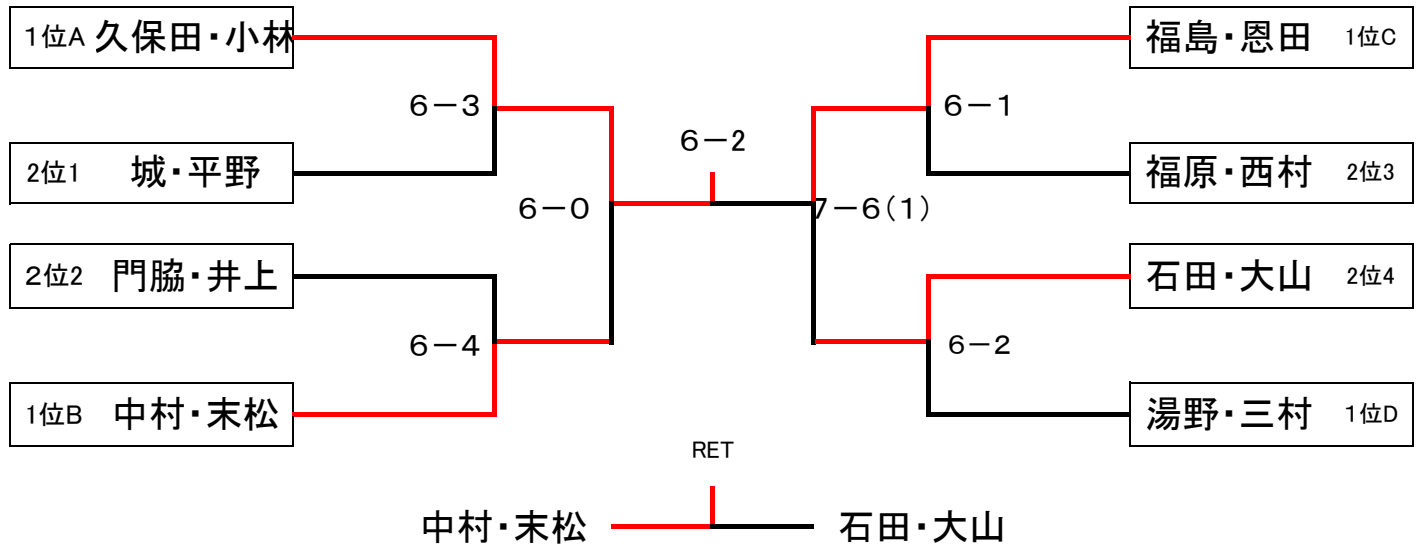 1位A 久保田・小林
福島・恩田 1位C
6-3
6-1
6-2
2位1 城・平野
福原・西村 2位3
6-0
7-6(1)
2位2 門脇・井上
石田・大山 2位4
6-4
6-2
1位B 中村・末松
湯野・三村 1位D
RET
中村・末松
石田・大山